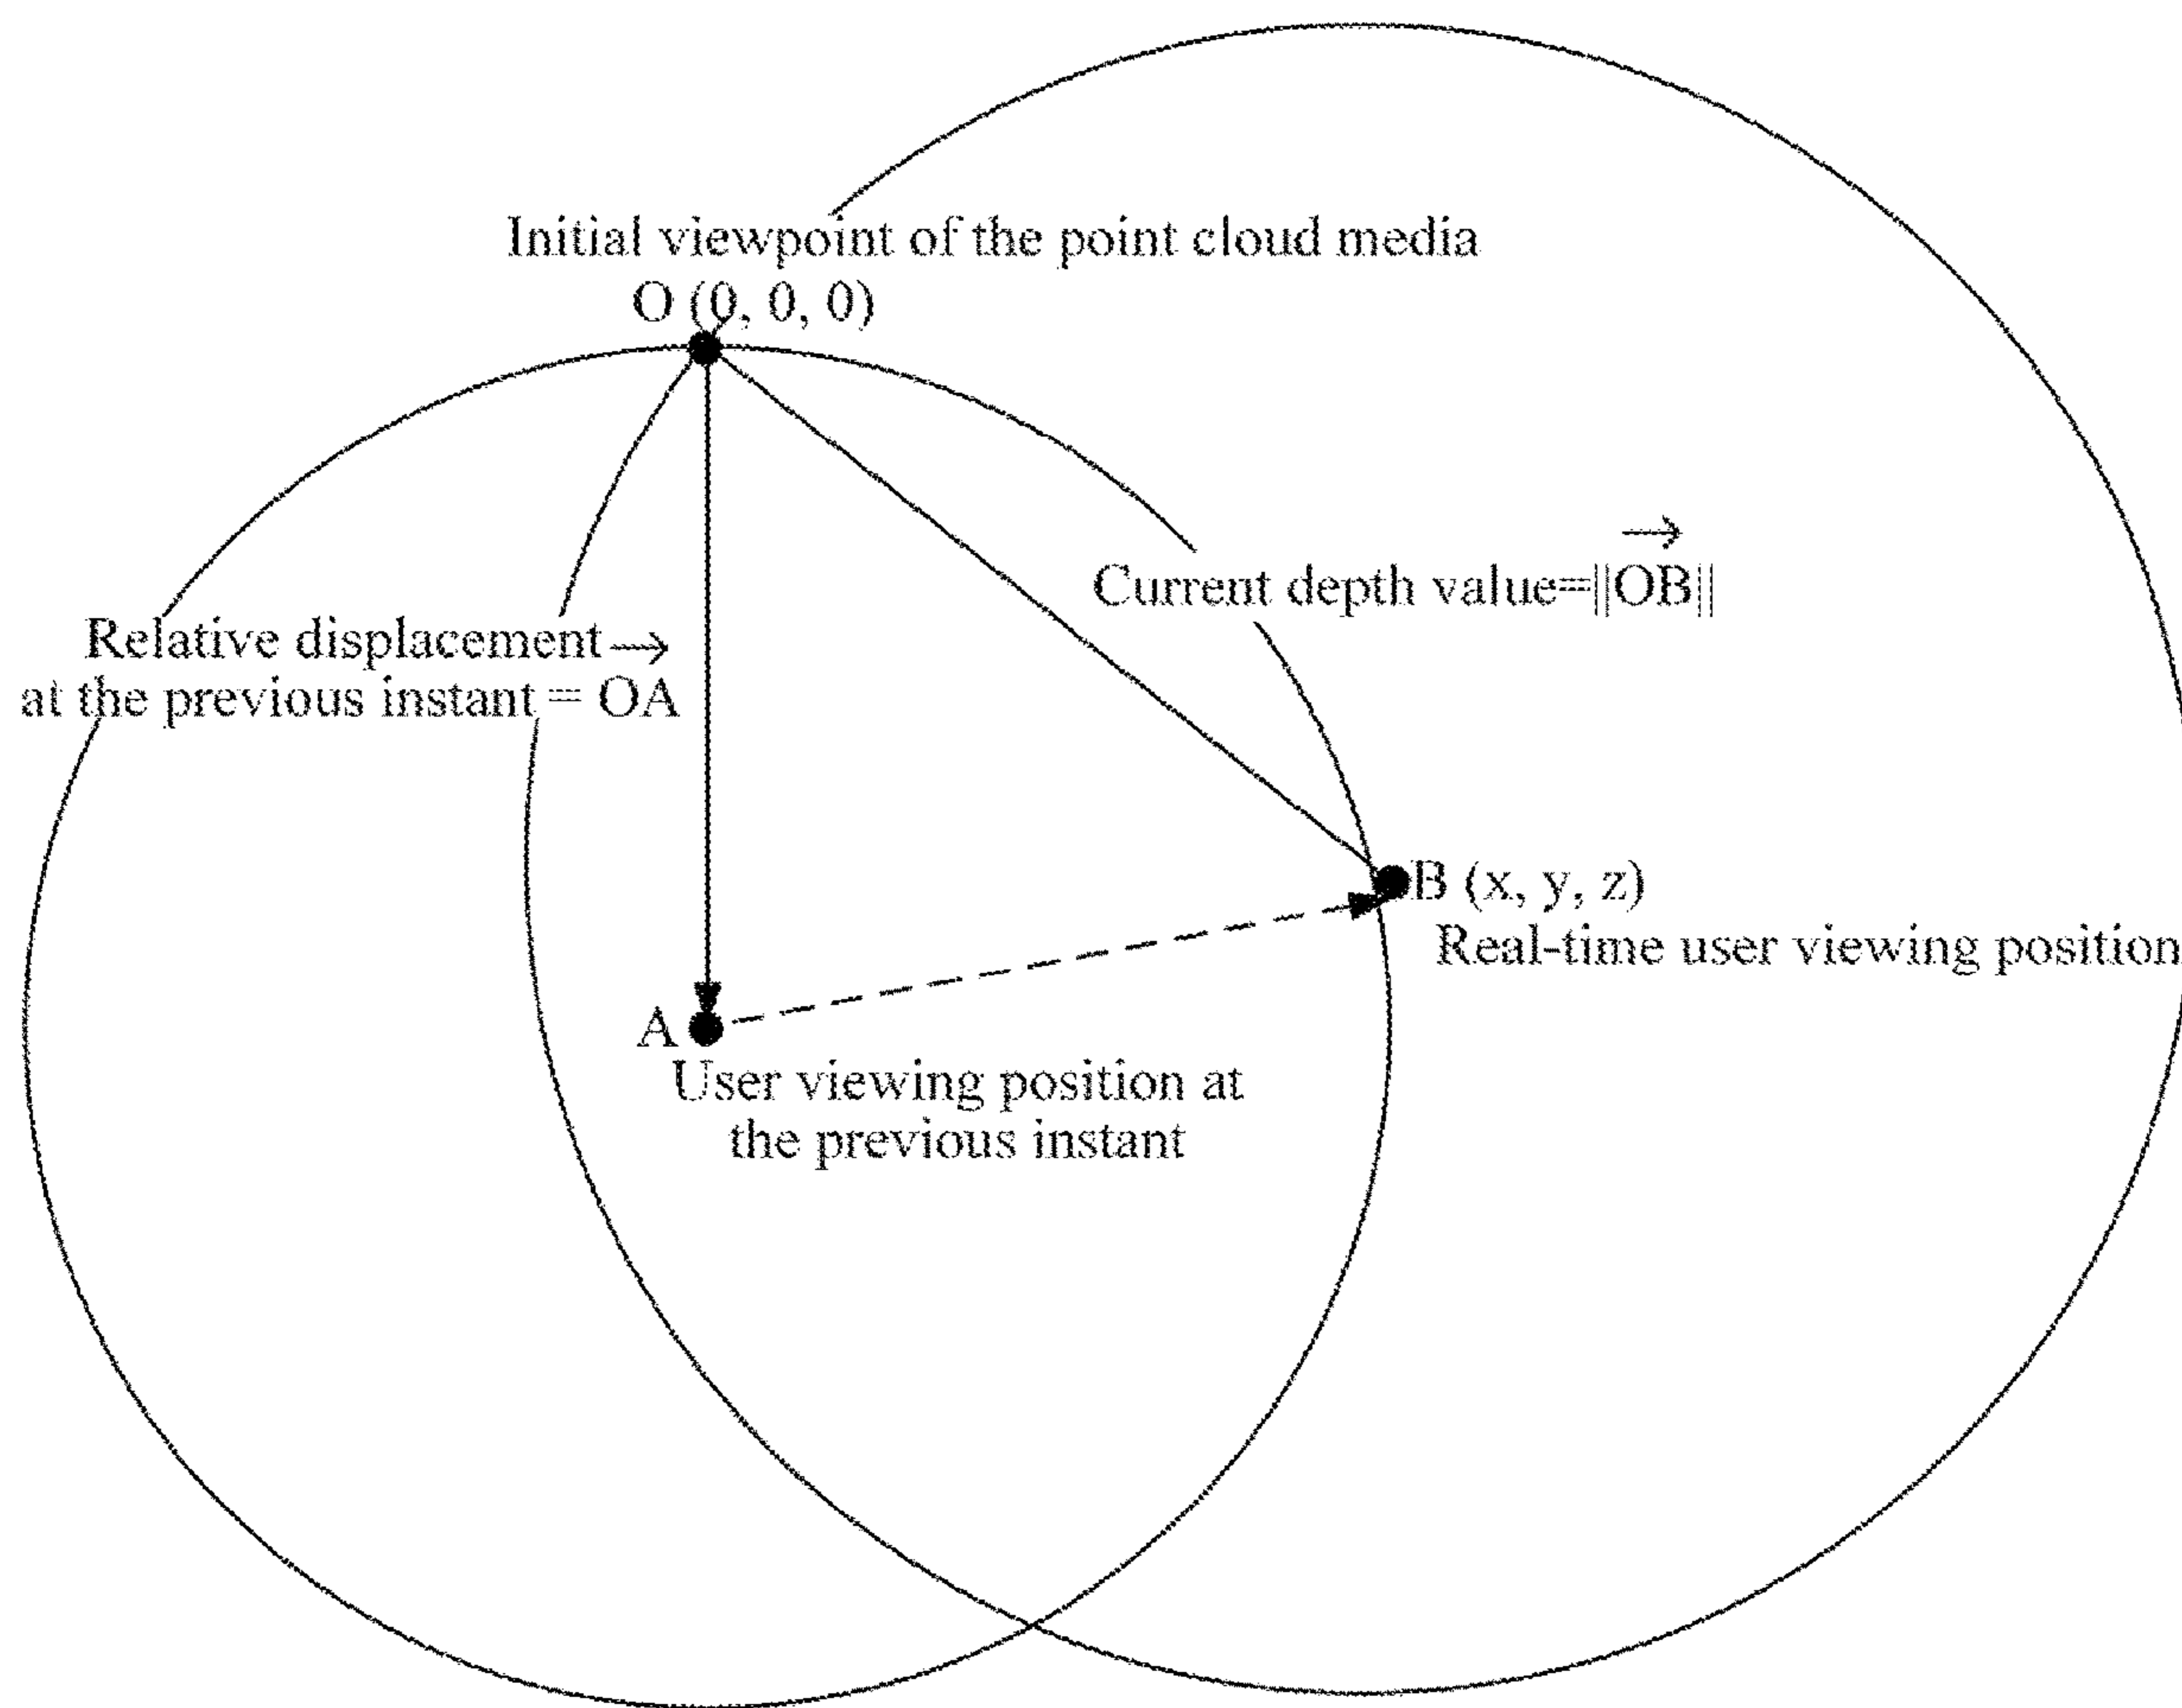 Initial viewpoint of the point cloud media
O (0, 0, 0)
Current depth value=||OB||
Relative displacement
at the previous instant = OA
B (x, y, z)
Real-time user viewing position
A
User viewing position at
the previous instant